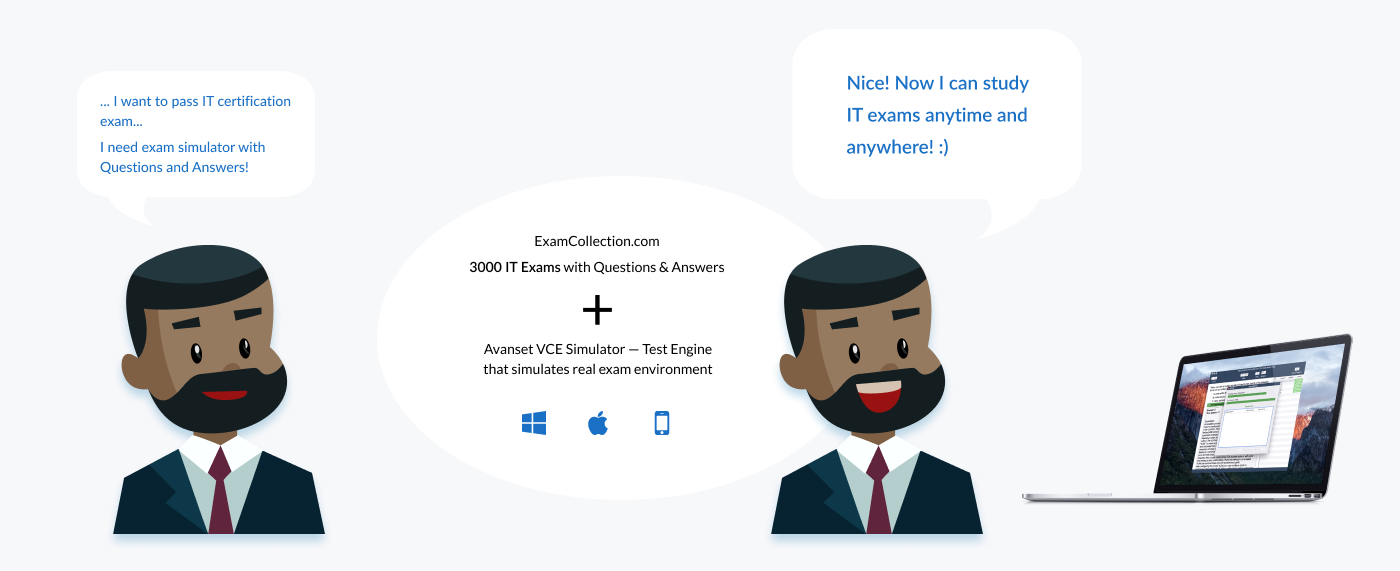 ... I want to pass IT certification
exam...
I need exam simulator with
Questions and Answers!
ExamCollection.com
3000 IT Exams with Questions & Answers
+
Avanset VCE Simulator — Test Engine
that simulates real exam environment
Nice! Now I can study
IT exams anytime and
anywhere! :)